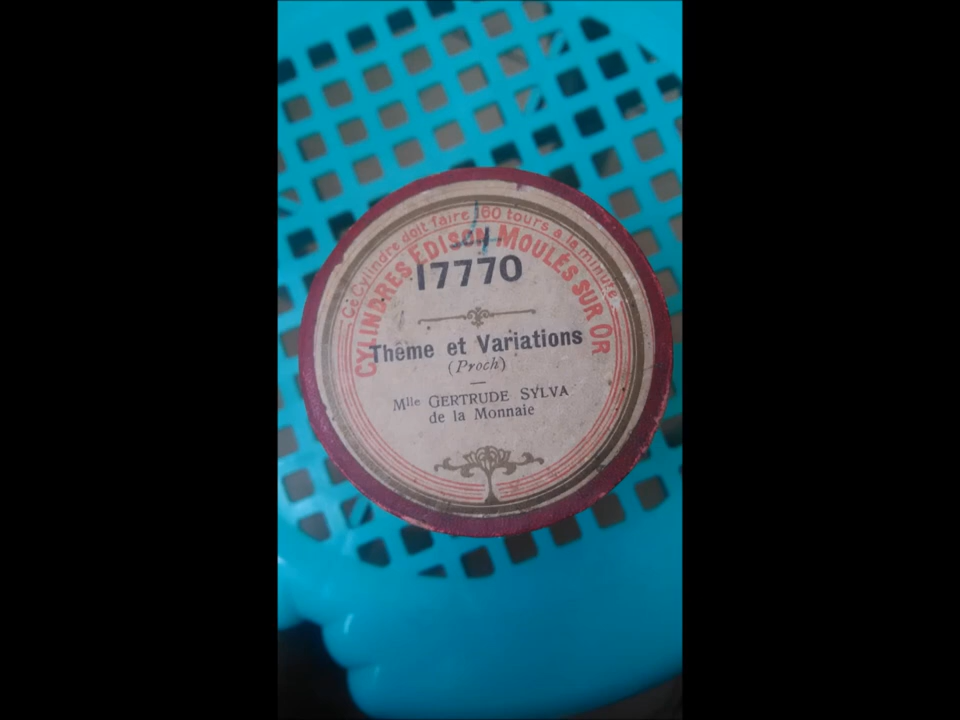 Ce Cylindre doit faire 160 tours à la minute.
CYLINDRES EDISON MOULÉS SUR OR
17770
Thème et Variations
(Proch)
Mlle GERTRUDE SYLVA
de la Monnaie